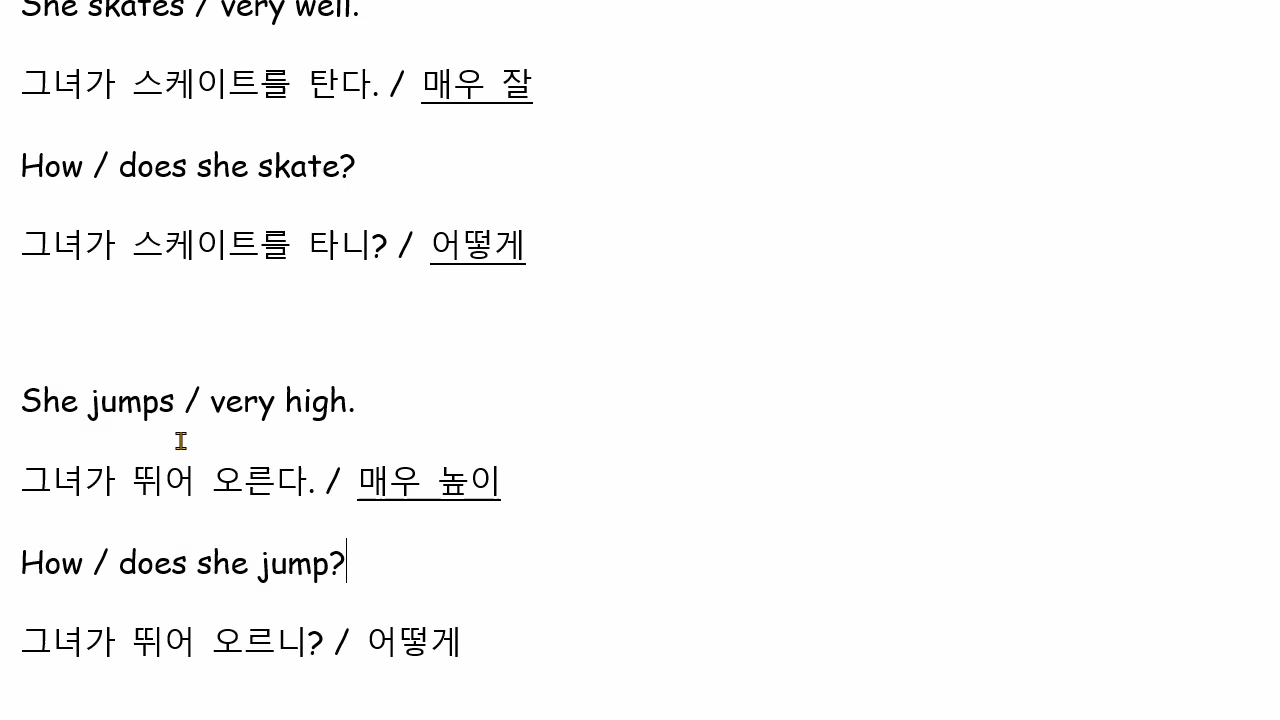 She skates / very well.
그녀가 스케이트를 탄다. / 매우 잘
How / does she skate?
그녀가 스케이트를 타니? / 어떻게
She jumps / very high.
그녀가 뛰어 오른다. / 매우 높이
How / does she jump?
그녀가 뛰어 오르니? / 어떻게